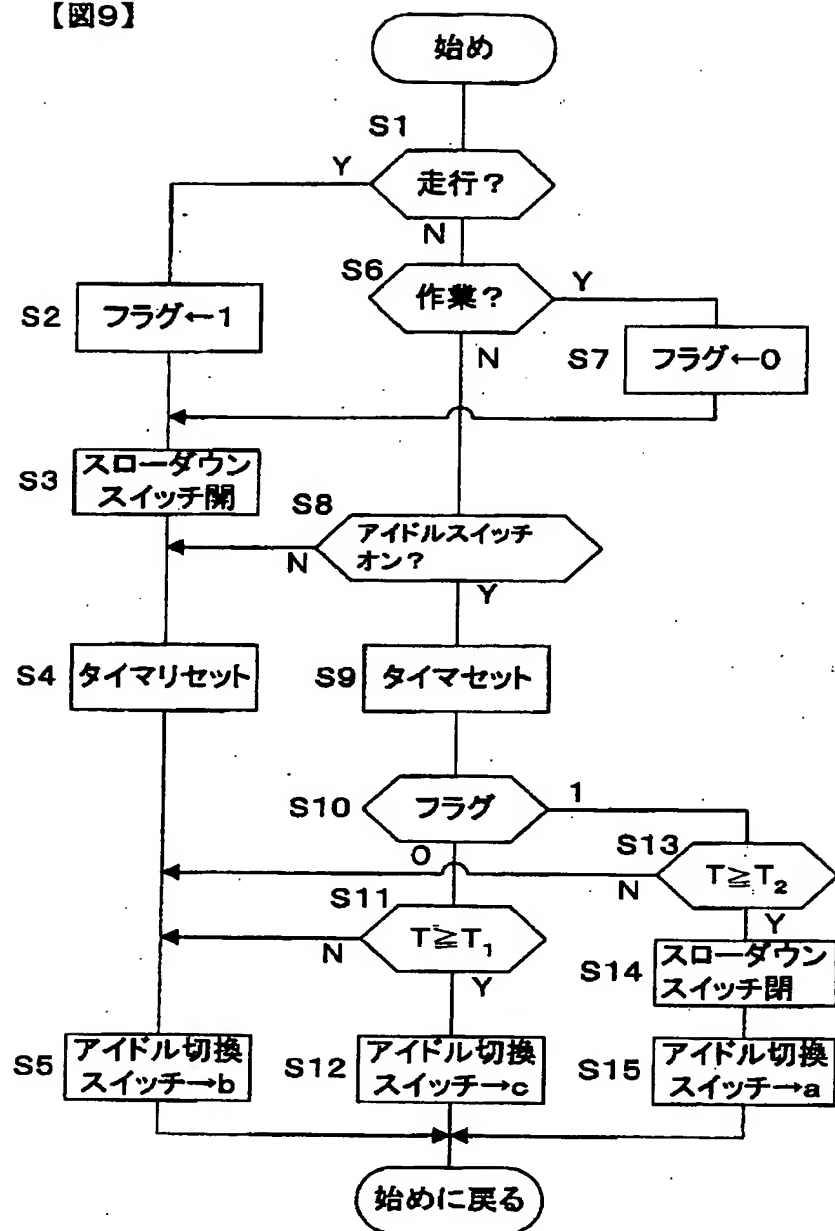 【図9】
始め
S1
Y
走行？
N
S6
作業？
Y
S2
フラグ←1
N
S7
フラグ←0
S3
スローダウン
スイッチ開
S8
アイドルスイッチ
オン？
N
Y
S4
タイマリセット
S9
タイマセット
S10
フラグ
1
0
S13
T≧T₂
N
Y
S11
T≧T₁
N
Y
S14
スローダウン
スイッチ閉
S5
アイドル切換
スイッチ→b
S12
アイドル切換
スイッチ→c
S15
アイドル切換
スイッチ→a
始めに戻る